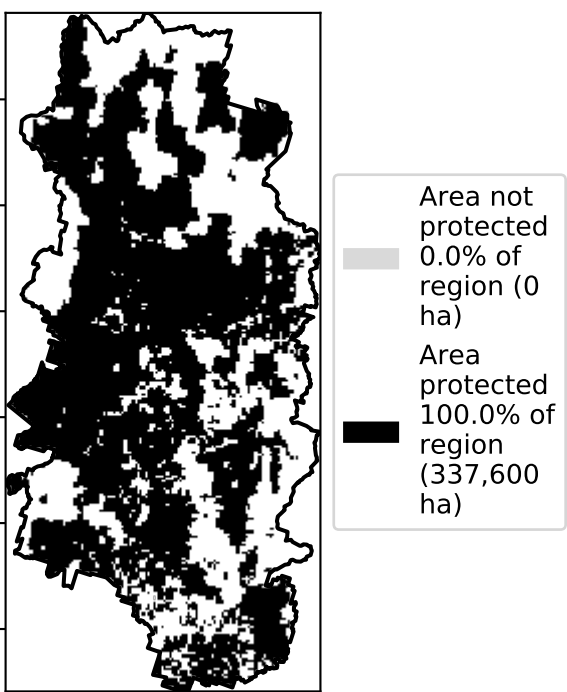 Area not
protected
0.0% of
region (0
ha)
Area
protected
100.0% of
region
(337,600
ha)